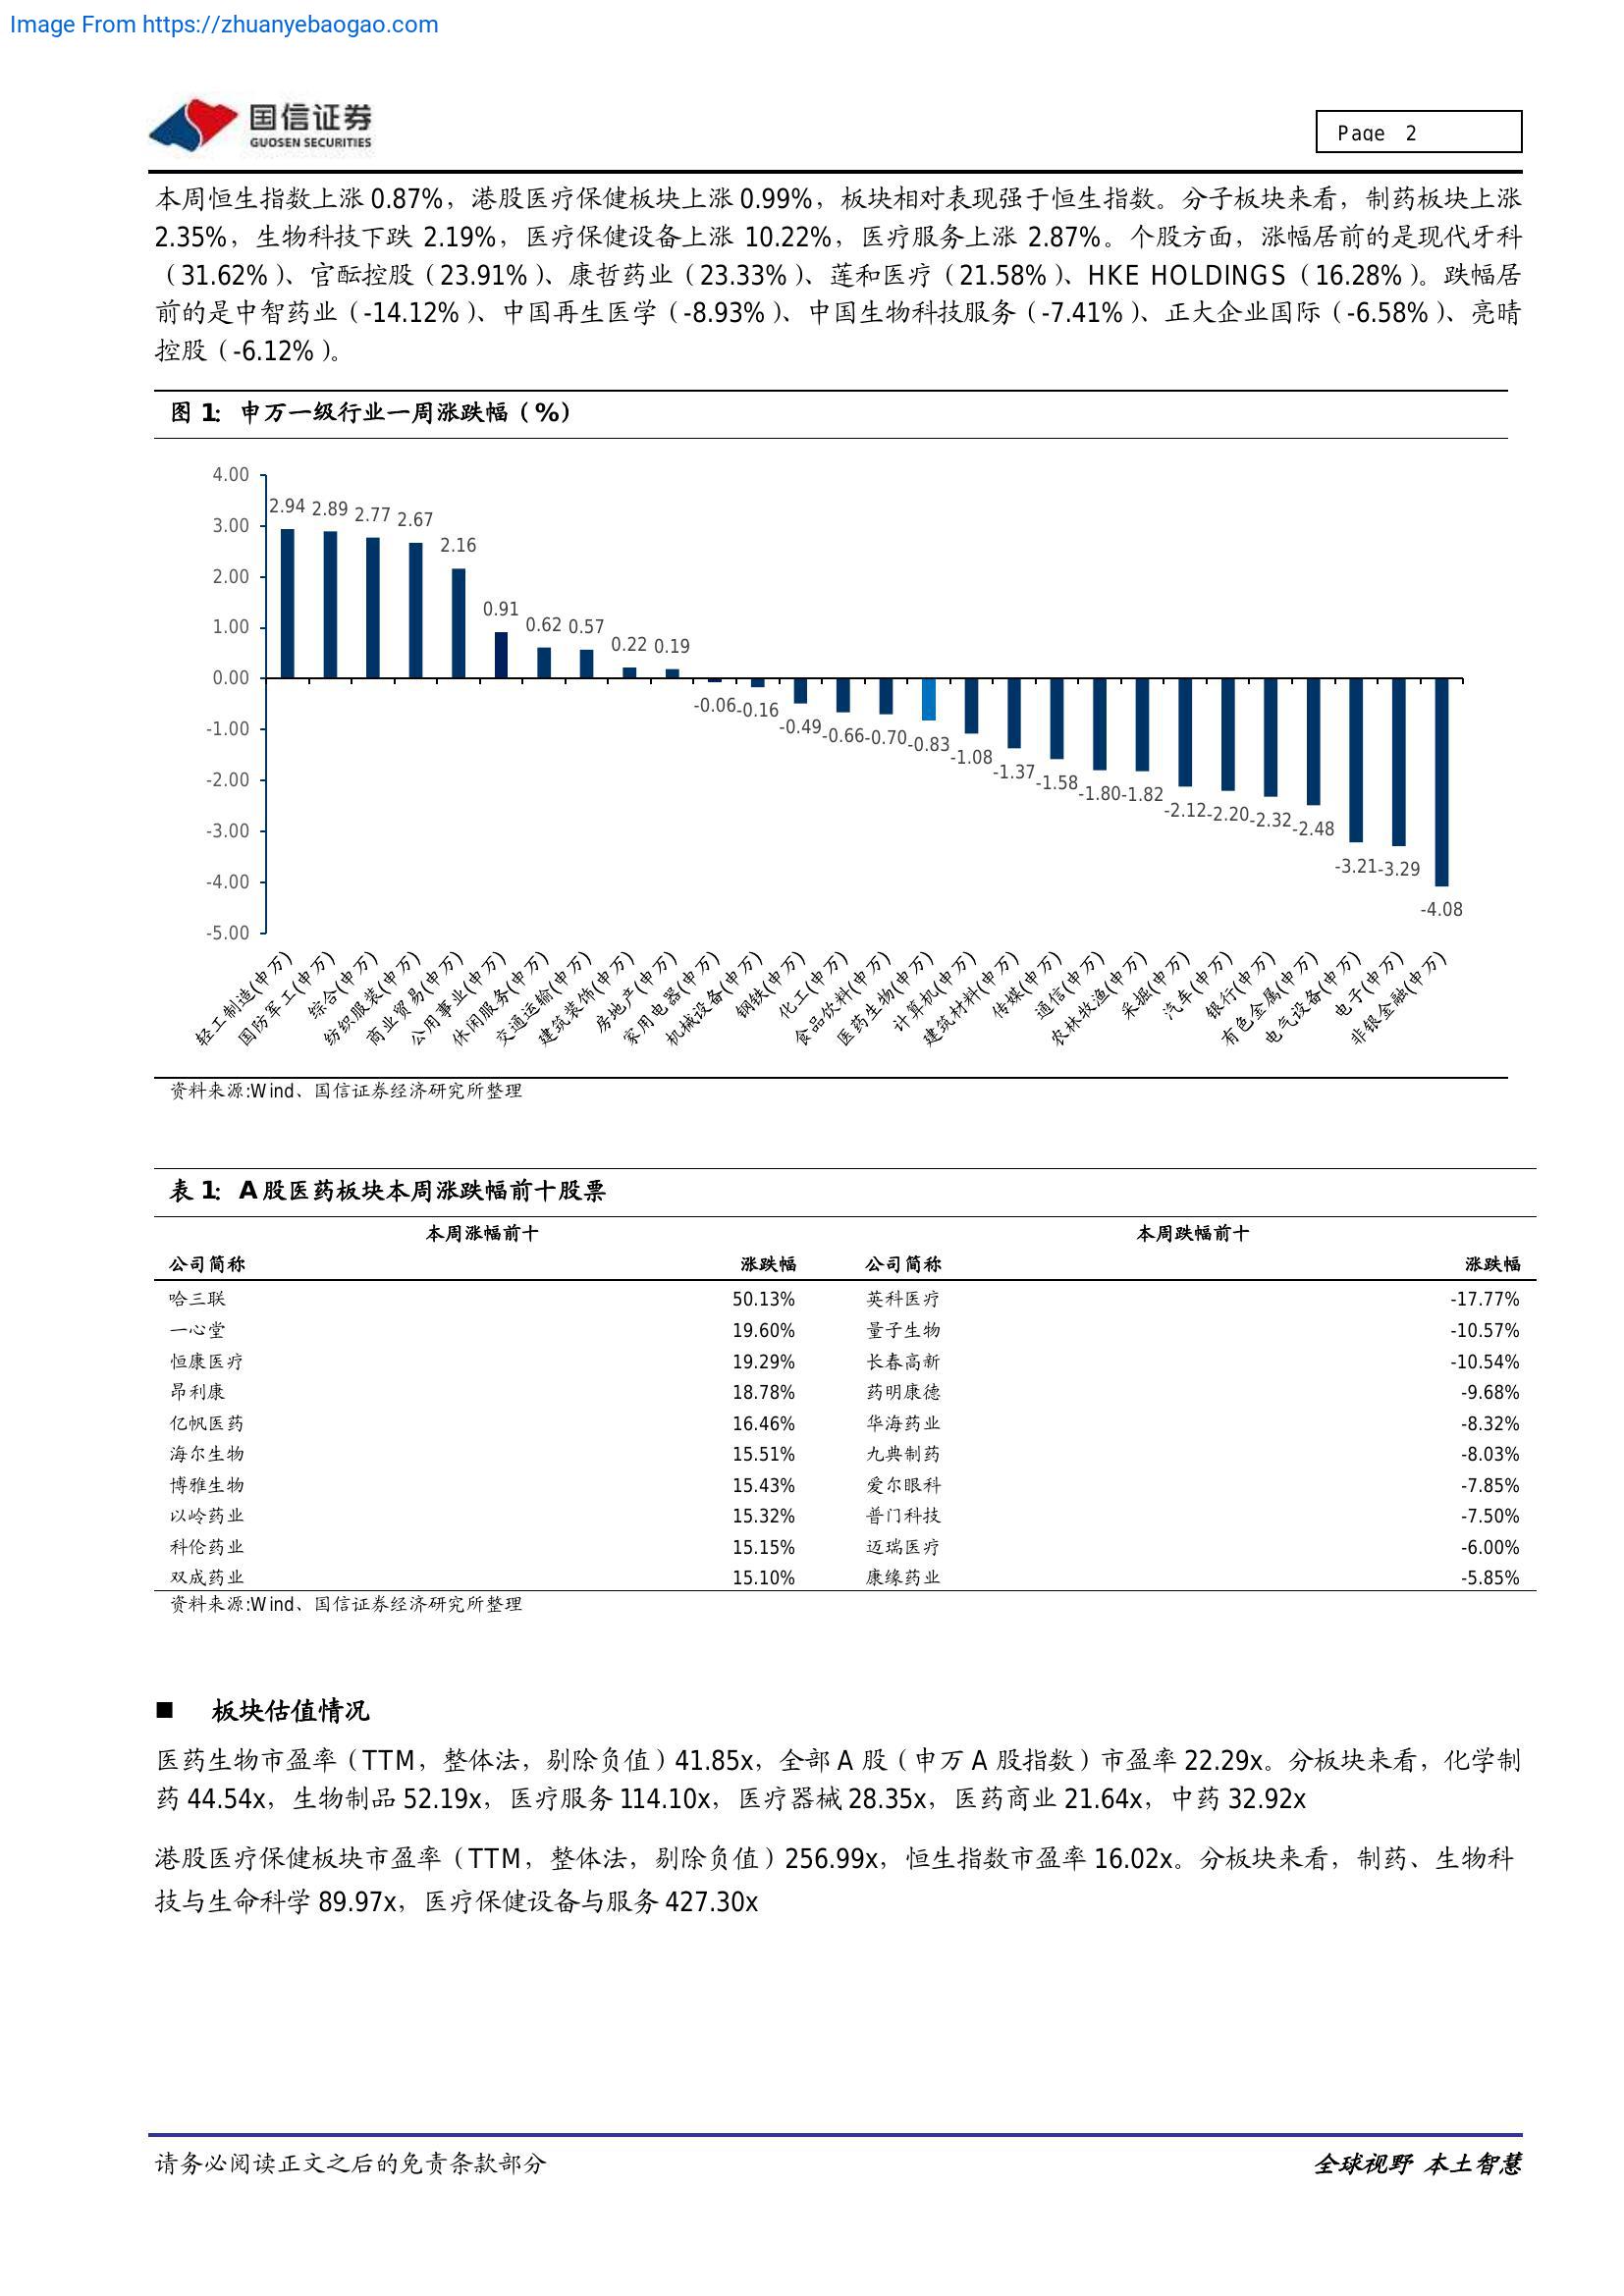 Image From https://zhuanyebaogao.com
国信证券
GUOSEN SECURITIES
Page 2
本周恒生指数上涨 0.87%，港股医疗保健板块上涨 0.99%，板块相对表现强于恒生指数。分子板块来看，制药板块上涨
2.35%，生物科技下跌 2.19%，医疗保健设备上涨 10.22%，医疗服务上涨 2.87%。个股方面，涨幅居前的是现代牙科
（31.62%）、官酝控股（23.91%）、康哲药业（23.33%）、莲和医疗（21.58%）、HKE HOLDINGS（16.28%）。跌幅居
前的是中智药业（-14.12%）、中国再生医学（-8.93%）、中国生物科技服务（-7.41%）、正大企业国际（-6.58%）、亮晴
控股（-6.12%）。
图 1：申万一级行业一周涨跌幅（%）
4.00
3.00
2.00
1.00
0.00
-1.00
-2.00
-3.00
-4.00
-5.00
2.94 2.89 2.77 2.67 2.16 0.91 0.62 0.57 0.22 0.19 -0.06 -0.16 -0.49 -0.66 -0.70 -0.83 -1.08 -1.37 -1.58 -1.80 -1.82 -2.12 -2.20 -2.32 -2.48 -3.21 -3.29 -4.08
轻工制造(申万) 国防军工(申万) 综合(申万) 纺织服装(申万) 商业贸易(申万) 公用事业(申万) 休闲服务(申万) 交通运输(申万) 建筑装饰(申万) 房地产(申万) 家用电器(申万) 机械设备(申万) 钢铁(申万) 化工(申万) 食品饮料(申万) 医药生物(申万) 计算机(申万) 建筑材料(申万) 传媒(申万) 通信(申万) 农林牧渔(申万) 采掘(申万) 汽车(申万) 银行(申万) 有色金属(申万) 电气设备(申万) 电子(申万) 非银金融(申万)
资料来源:Wind、国信证券经济研究所整理
表 1：A 股医药板块本周涨跌幅前十股票
本周涨幅前十 本周跌幅前十
公司简称 涨跌幅 公司简称 涨跌幅
哈三联 50.13% 英科医疗 -17.77%
一心堂 19.60% 量子生物 -10.57%
恒康医疗 19.29% 长春高新 -10.54%
昂利康 18.78% 药明康德 -9.68%
亿帆医药 16.46% 华海药业 -8.32%
海尔生物 15.51% 九典制药 -8.03%
博雅生物 15.43% 爱尔眼科 -7.85%
以岭药业 15.32% 普门科技 -7.50%
科伦药业 15.15% 迈瑞医疗 -6.00%
双成药业 15.10% 康缘药业 -5.85%
资料来源:Wind、国信证券经济研究所整理
■ 板块估值情况
医药生物市盈率（TTM，整体法，剔除负值）41.85x，全部 A 股（申万 A 股指数）市盈率 22.29x。分板块来看，化学制
药 44.54x，生物制品 52.19x，医疗服务 114.10x，医疗器械 28.35x，医药商业 21.64x，中药 32.92x
港股医疗保健板块市盈率（TTM，整体法，剔除负值）256.99x，恒生指数市盈率 16.02x。分板块来看，制药、生物科
技与生命科学 89.97x，医疗保健设备与服务 427.30x
请务必阅读正文之后的免责条款部分
全球视野 本土智慧